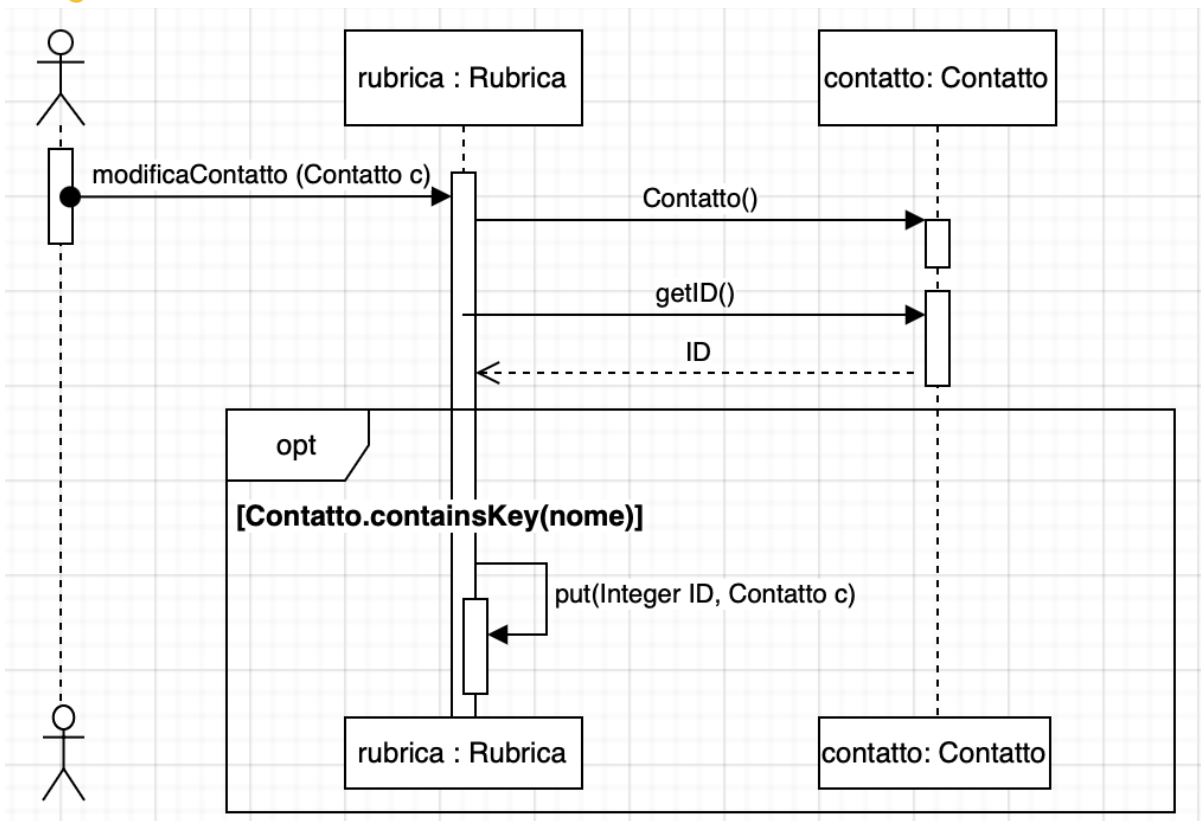 rubrica : Rubrica
contatto: Contatto
modificaContatto (Contatto c)
Contatto()
getID()
ID
opt
[Contatto.containsKey(nome)]
put(Integer ID, Contatto c)
rubrica : Rubrica
contatto: Contatto